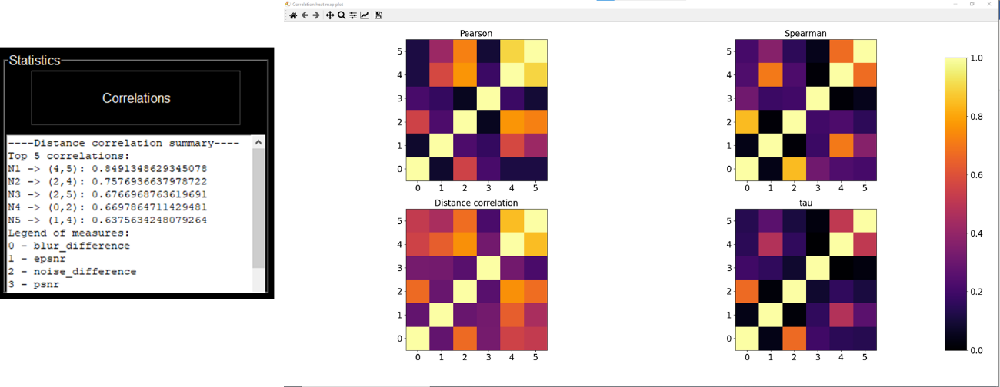 Statistics
Correlations
----Distance correlation summary----
Top 5 correlations:
N1 -> (4,5): 0.8491348629345078
N2 -> (2,4): 0.7576936637978722
N3 -> (2,5): 0.6766968763619691
N4 -> (0,2): 0.6697864711429481
N5 -> (1,4): 0.6375634248079264
Legend of measures:
0 - blur_difference
1 - epsnr
2 - noise_difference
3 - psnr
Correlation heat map plot
Pearson
5
4
3
2
1
0
0 1 2 3 4 5
Spearman
5
4
3
2
1
0
0 1 2 3 4 5
Distance correlation
5
4
3
2
1
0
0 1 2 3 4 5
tau
5
4
3
2
1
0
0 1 2 3 4 5
1.0
0.8
0.6
0.4
0.2
0.0